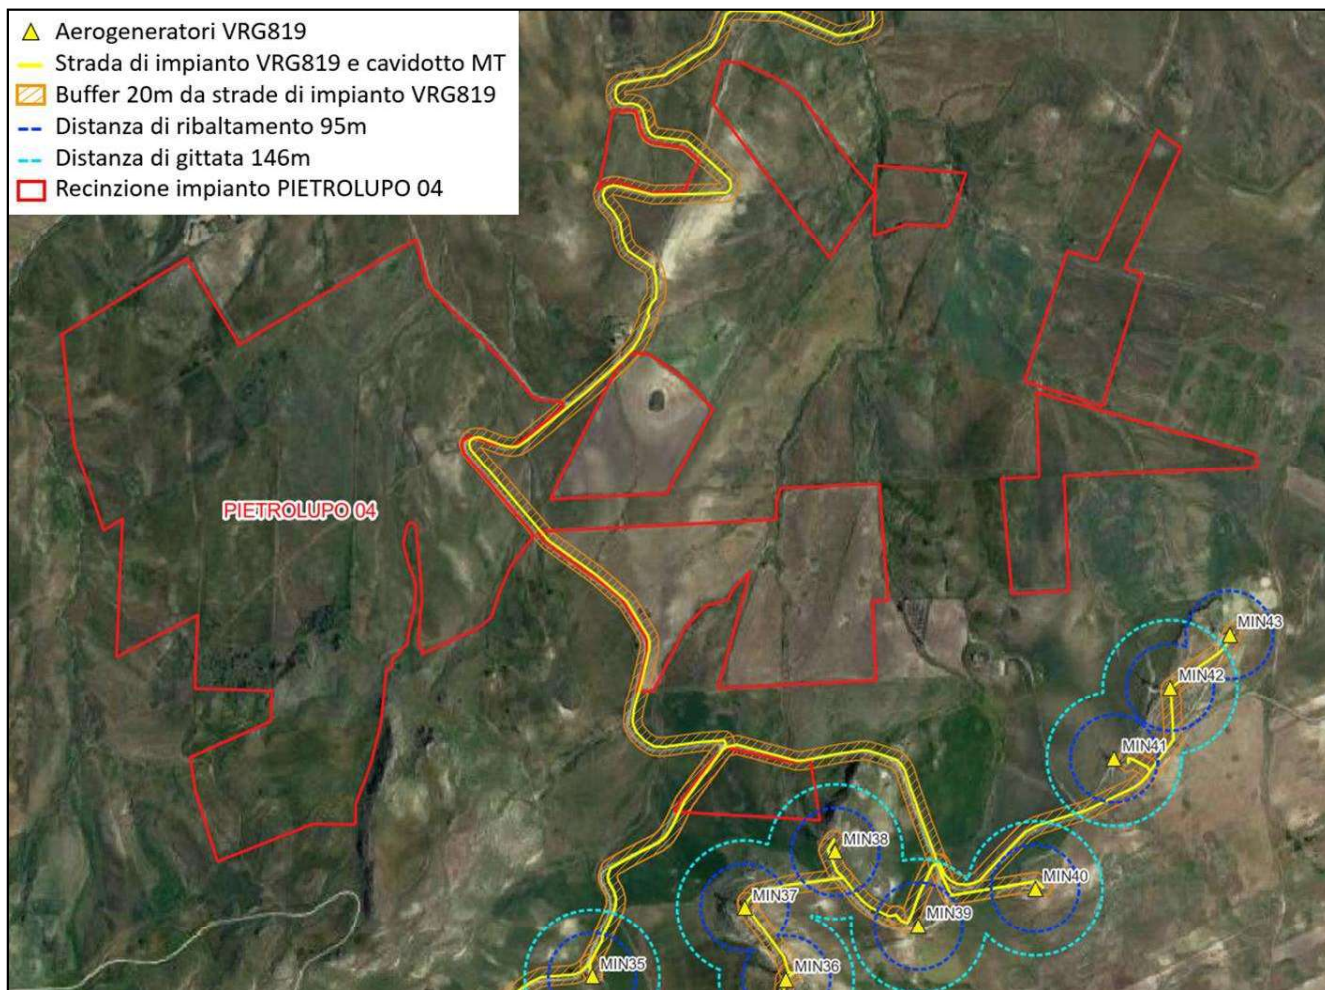 Aerogeneratori VRG819
Strada di impianto VRG819 e cavidotto MT
Buffer 20m da strade di impianto VRG819
Distanza di ribaltamento 95m
Distanza di gittata 146m
Recinzione impianto PIETROLUPO 04
PIETROLUPO 04
MIN43
MIN42
MIN41
MIN38
MIN40
MIN37
MIN39
MIN35
MIN36